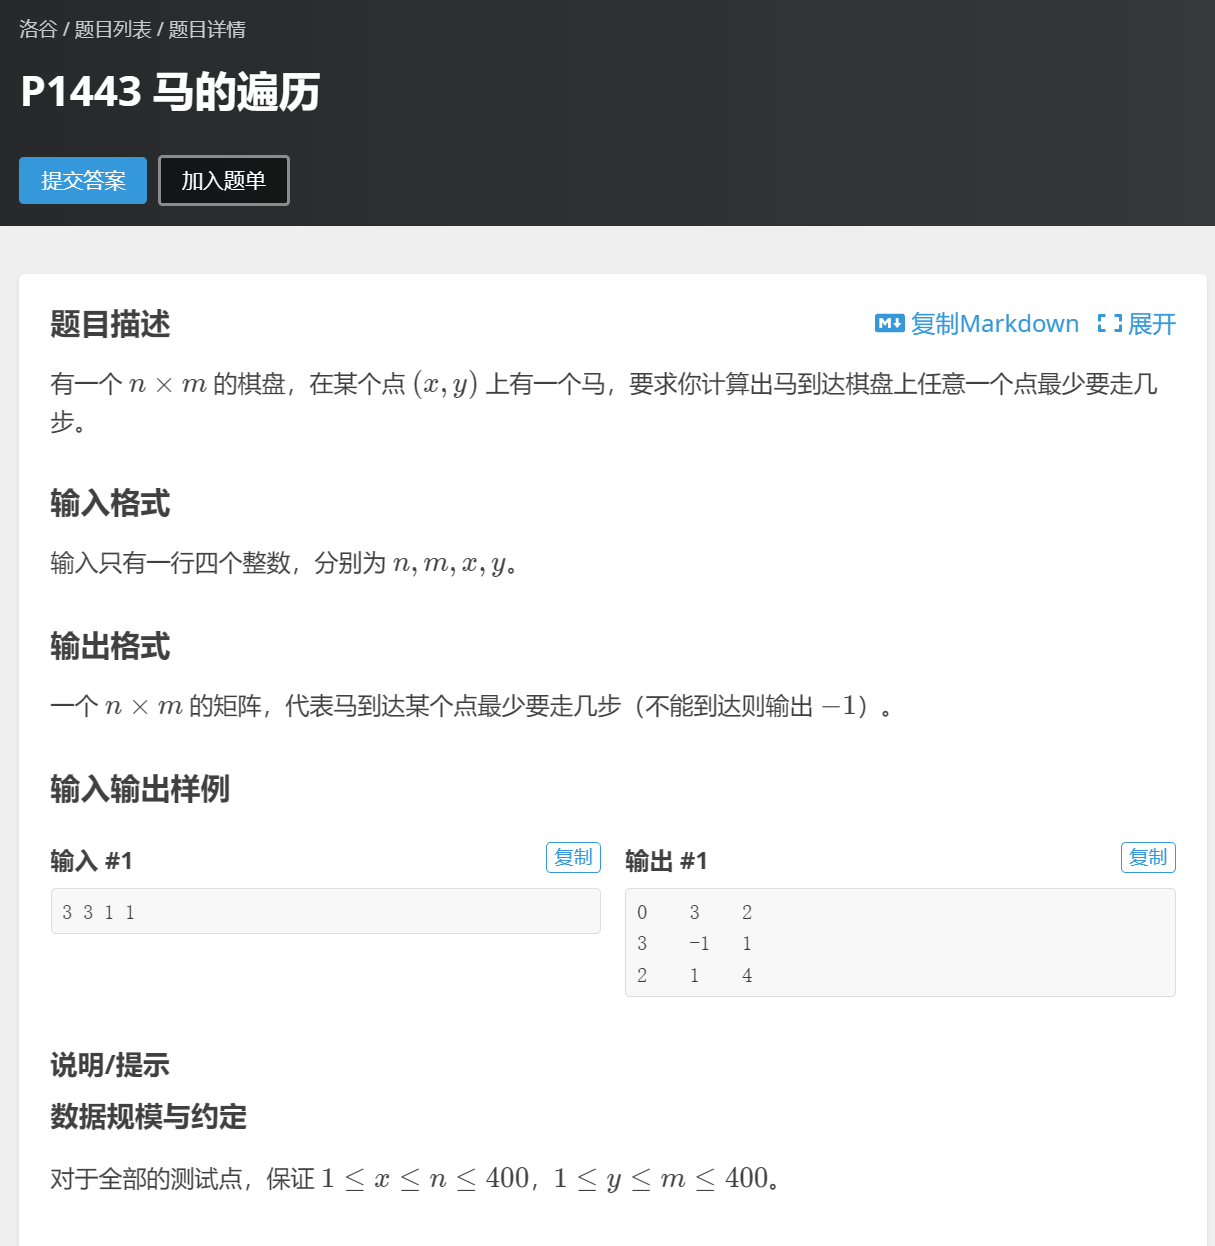 洛谷 / 题目列表 / 题目详情
P1443 马的遍历
提交答案 加入题单
题目描述 复制Markdown 展开
有一个 n × m 的棋盘，在某个点 (x, y) 上有一个马，要求你计算出马到达棋盘上任意一个点最少要走几
步。
输入格式
输入只有一行四个整数，分别为 n, m, x, y。
输出格式
一个 n × m 的矩阵，代表马到达某个点最少要走几步（不能到达则输出 −1）。
输入输出样例
输入 #1 复制
3 3 1 1
输出 #1 复制
0 3 2
3 -1 1
2 1 4
说明/提示
数据规模与约定
对于全部的测试点，保证 1 ≤ x ≤ n ≤ 400，1 ≤ y ≤ m ≤ 400。